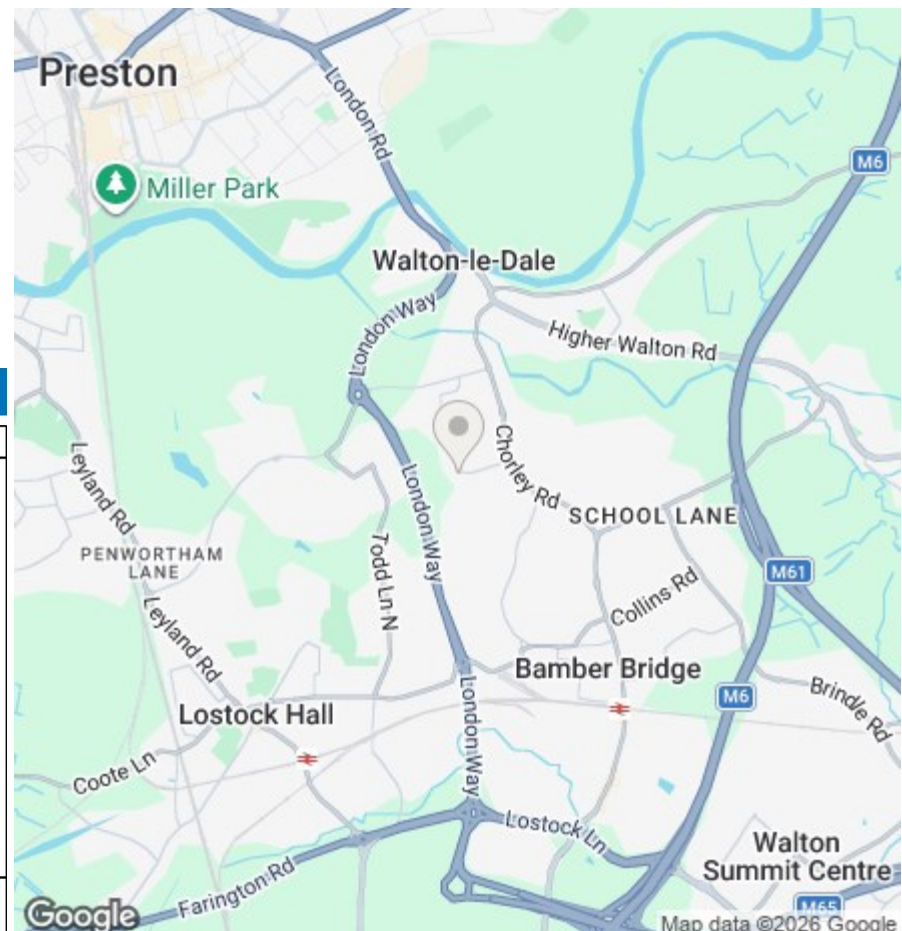 Preston
London Rd
M6
Miller Park
Walton-le-Dale
London Way
Higher Walton Rd
Leyland Rd
Chorley Rd
London Way
SCHOOL LANE
PENWORTHAM
LANE
Todd Ln N
M61
Collins Rd
Leyland Rd
Bamber Bridge
M6
Brindle Rd
London Way
Lostock Hall
Coote Ln
Lostock Ln
Walton
Summit Centre
Farington Rd
M65
Google
Map data ©2026 Google